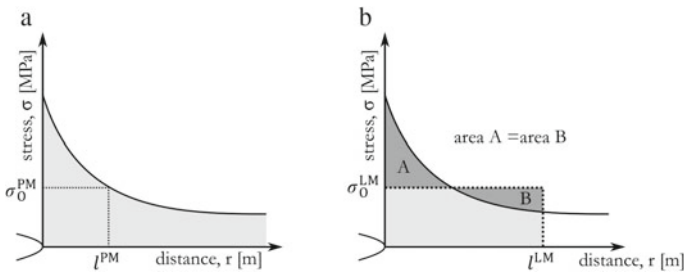 a
stress, σ [MPa]
σ₀ᴾᴹ
lᴾᴹ
distance, r [m]
b
stress, σ [MPa]
area A =area B
A
σ₀ᴸᴹ
B
lᴸᴹ
distance, r [m]